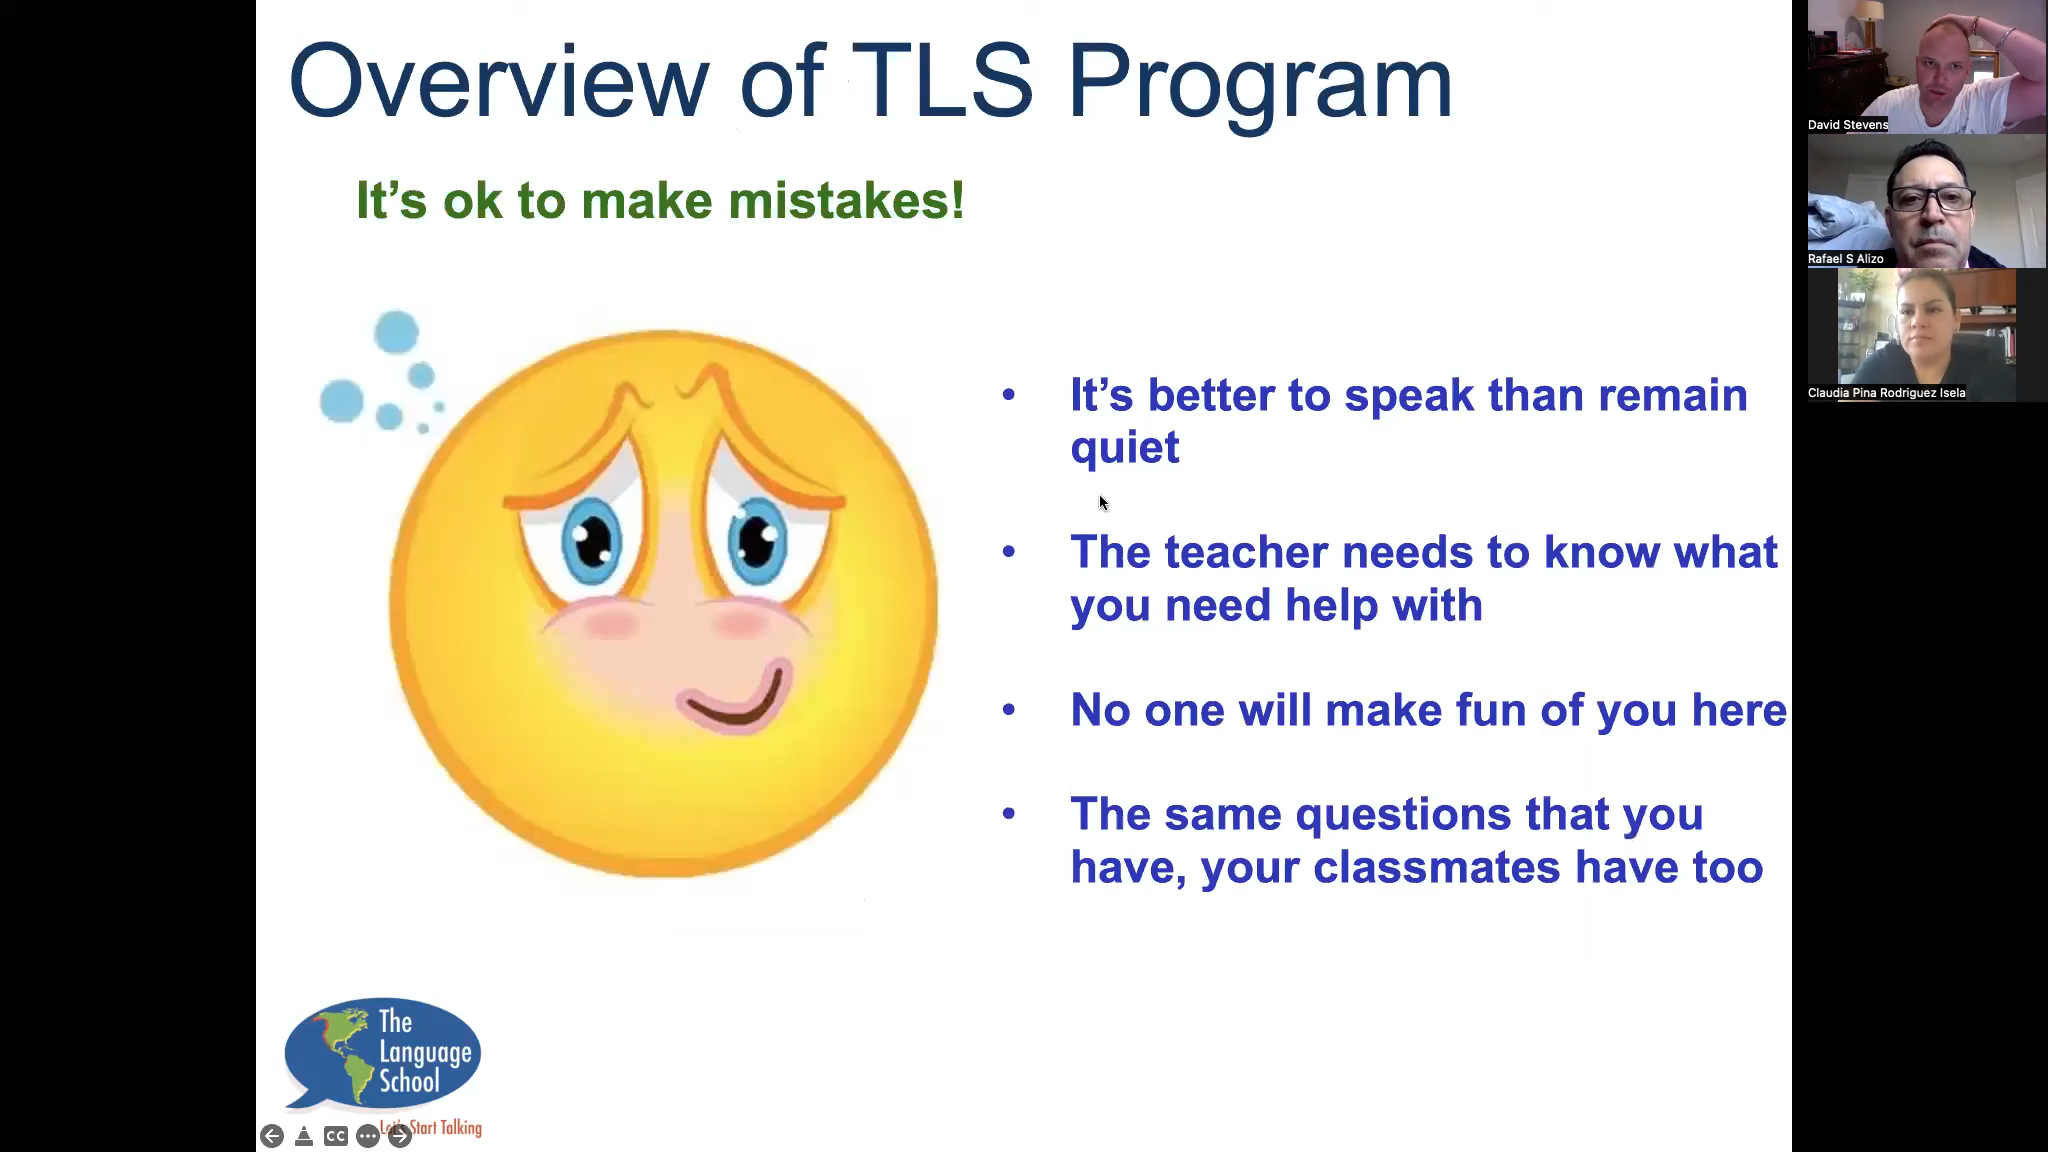 Overview of TLS Program
It's ok to make mistakes!
• It's better to speak than remain
quiet
• The teacher needs to know what
you need help with
• No one will make fun of you here
• The same questions that you
have, your classmates have too
The
Language
School
Let's Start Talking
CC
David Stevens
Rafael S Alizo
Claudia Pina Rodriguez Isela